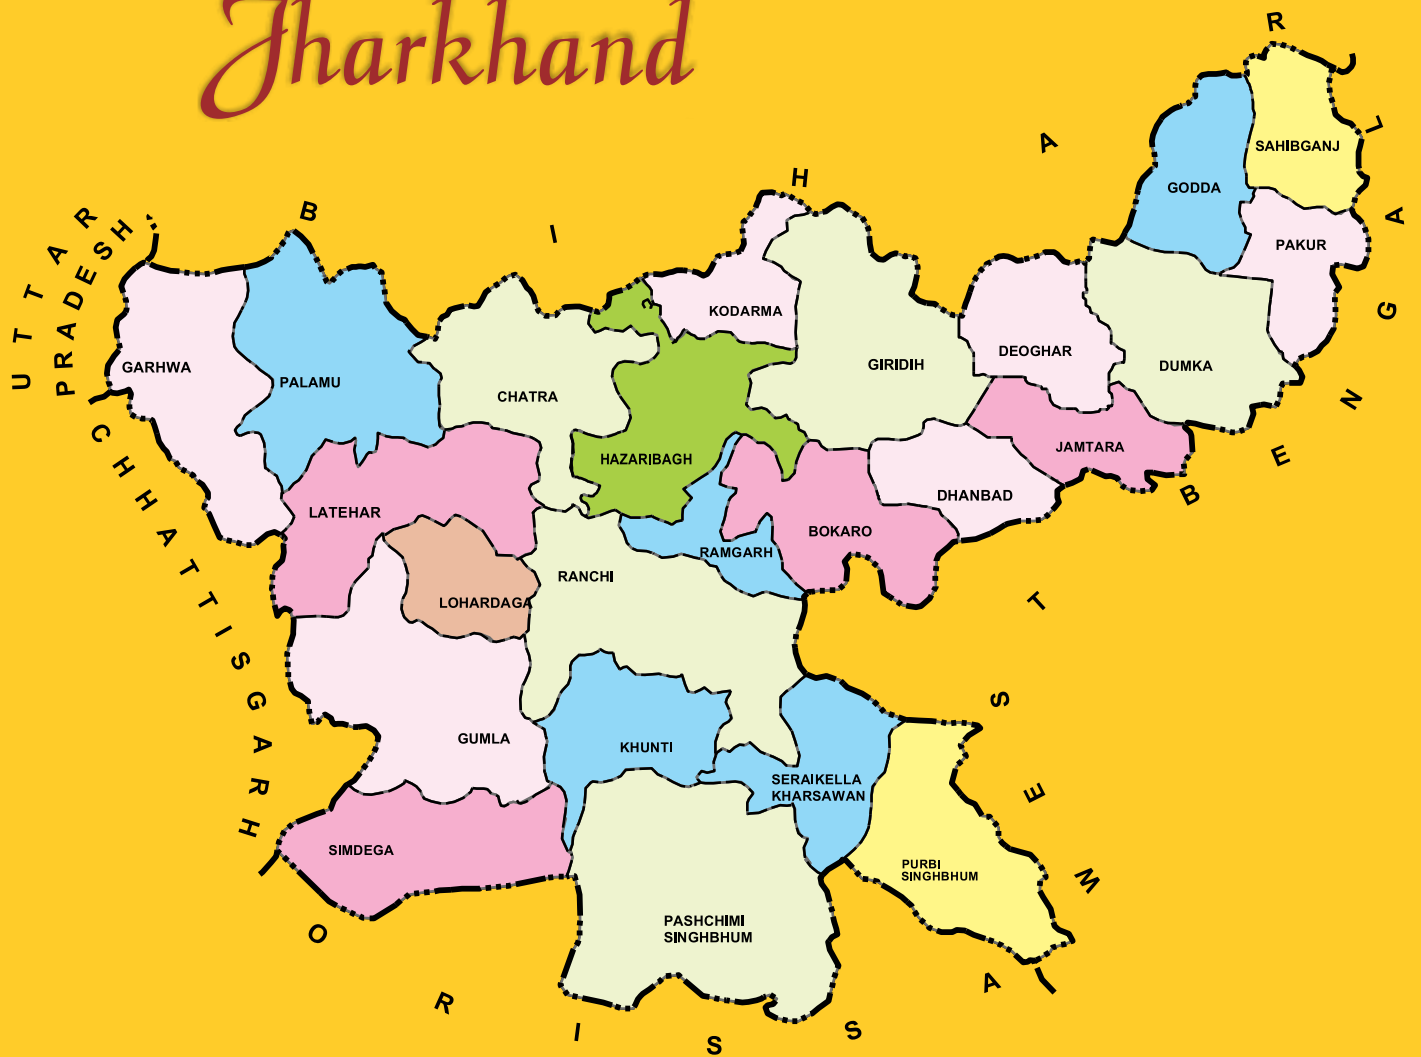 Jharkhand
BIHAR
UTTAR
PRADESH
CHHATTISGARH
ORISSA
WEST BENGAL
SAHIBGANJ
GODDA
PAKUR
KODARMA
GARHWA
PALAMU
CHATRA
GIRIDIH
DEOGHAR
DUMKA
HAZARIBAGH
JAMTARA
LATEHAR
DHANBAD
RAMGARH
BOKARO
RANCHI
LOHARDAGA
GUMLA
KHUNTI
SERAIKELLA
KHARSAWAN
SIMDEGA
PURBI
SINGHBHUM
PASHCHIMI
SINGHBHUM